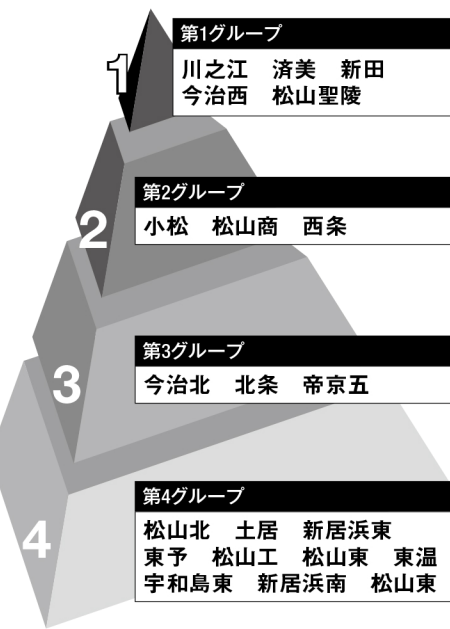 1
第1グループ
川之江　済美　新田
今治西　松山聖陵
2
第2グループ
小松　松山商　西条
3
第3グループ
今治北　北条　帝京五
4
第4グループ
松山北　土居　新居浜東
東予　松山工　松山東　東温
宇和島東　新居浜南　松山東